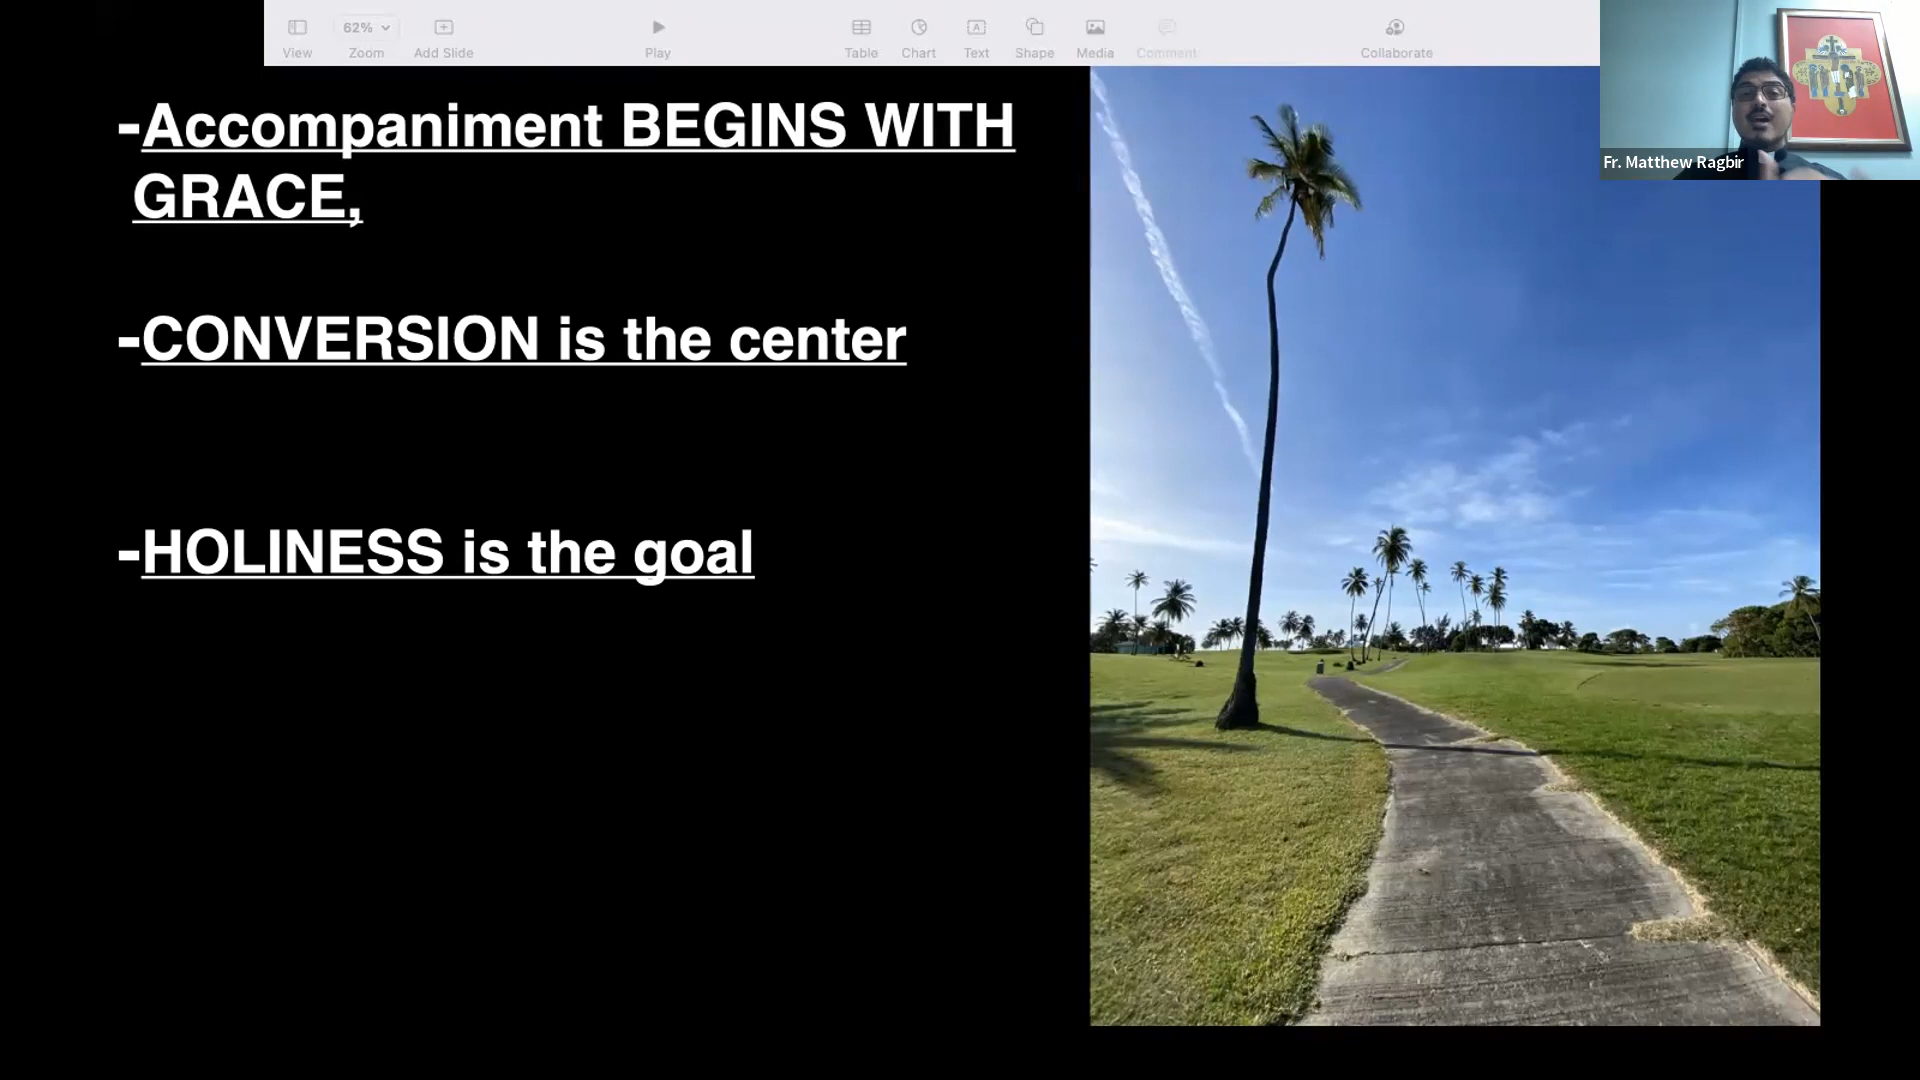 62%
View
Zoom
Add Slide
Play
Table
Chart
Text
Shape
Media
Comment
Collaborate
Fr. Matthew Ragbir
-Accompaniment BEGINS WITH
GRACE,
-CONVERSION is the center
-HOLINESS is the goal